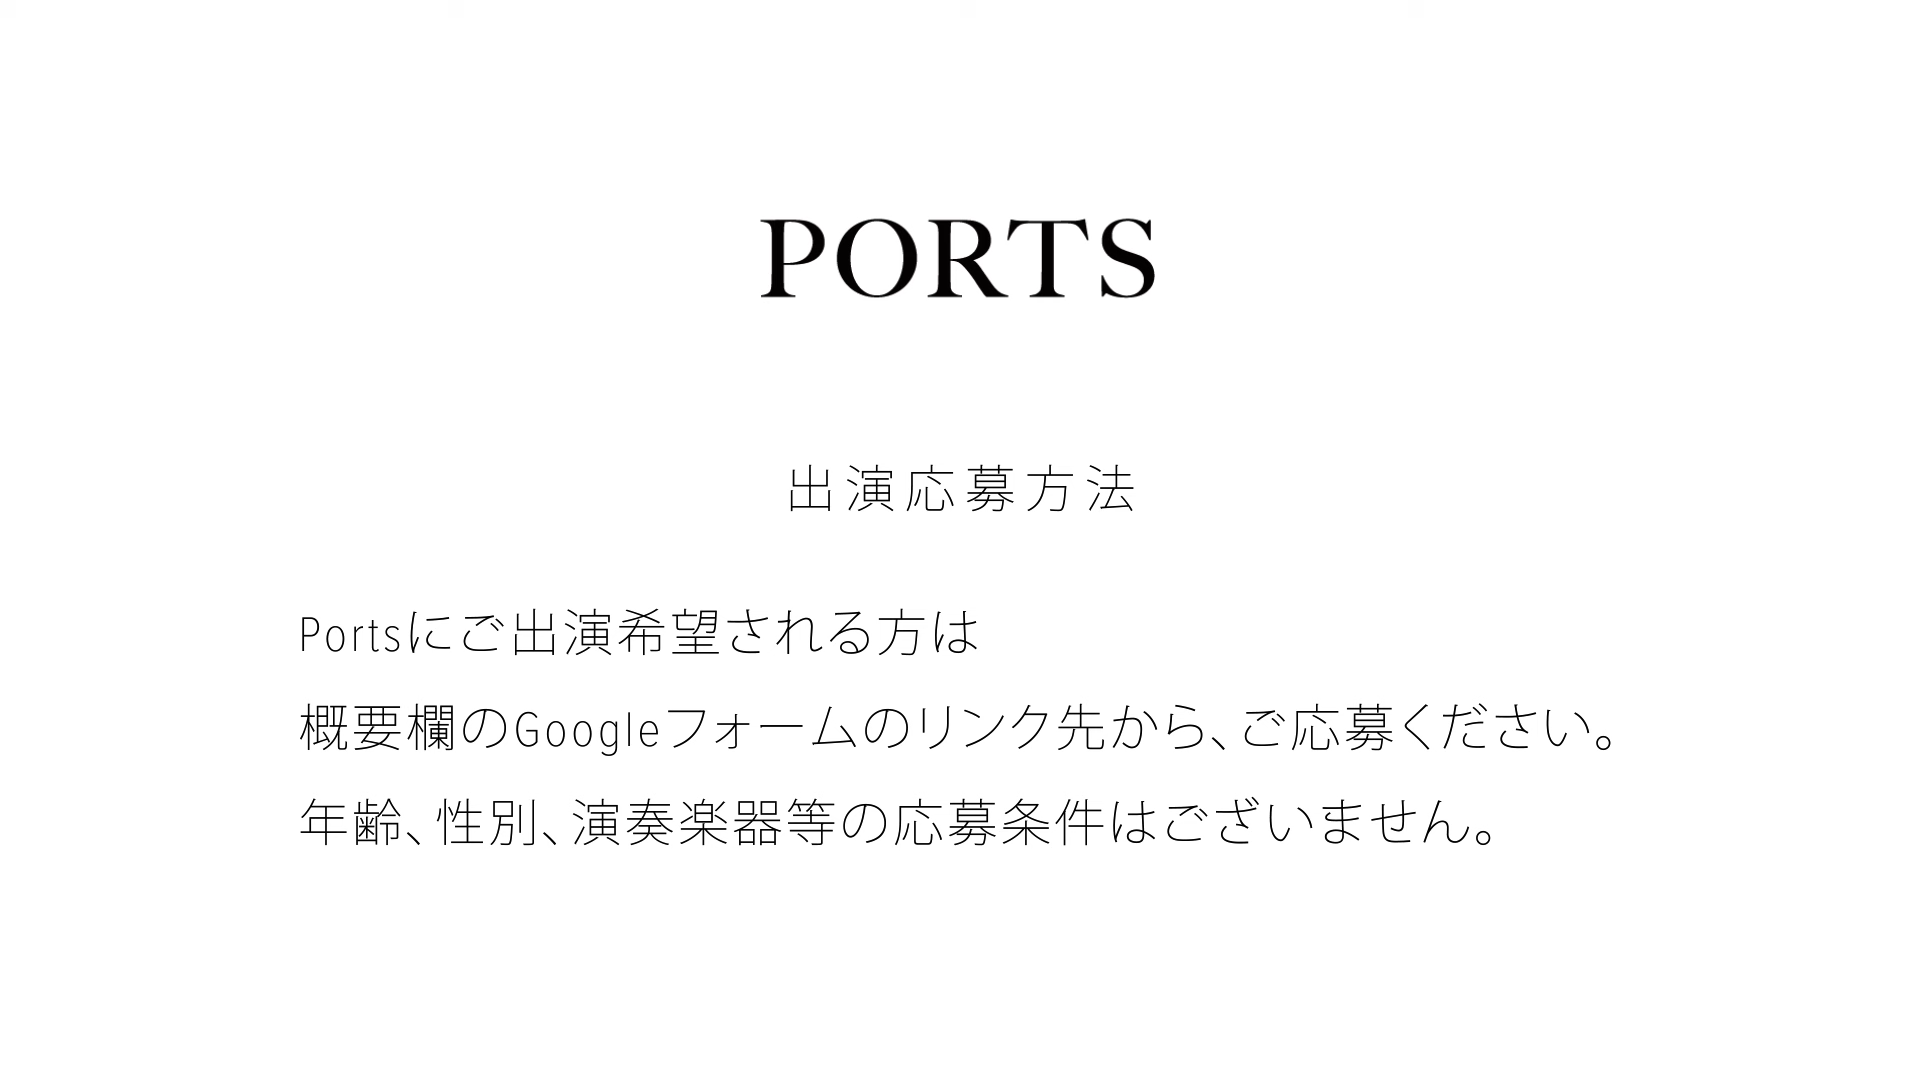 PORTS
出演応募方法
Portsにご出演希望される方は
概要欄のGoogleフォームのリンク先から、ご応募ください。
年齢、性別、演奏楽器等の応募条件はございません。